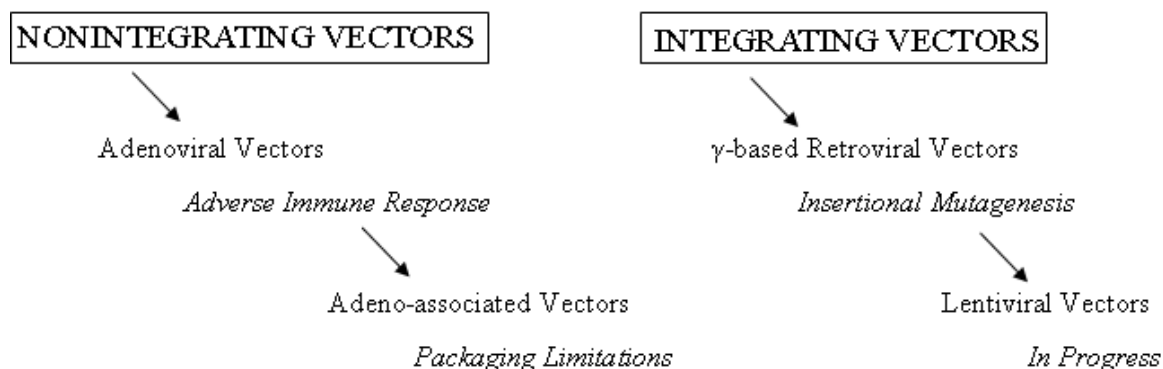 NONINTEGRATING VECTORS
Adenoviral Vectors
Adverse Immune Response
Adeno-associated Vectors
Packaging Limitations
INTEGRATING VECTORS
γ-based Retroviral Vectors
Insertional Mutagenesis
Lentiviral Vectors
In Progress